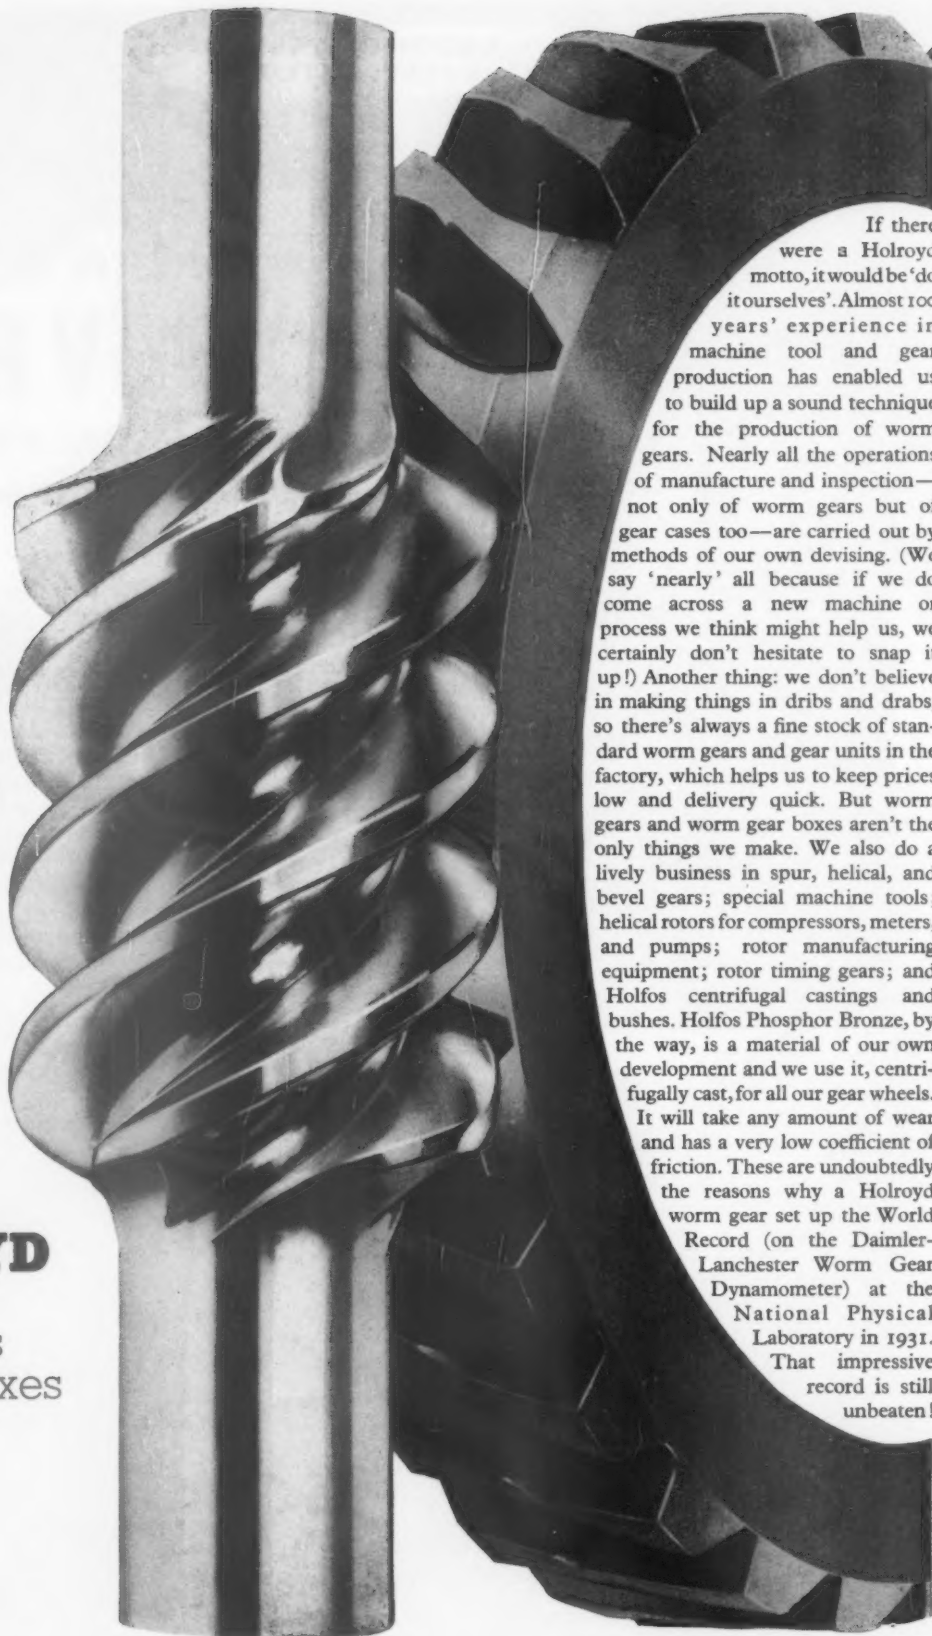 If there
were a Holroyd
motto, it would be ‘do
it ourselves’. Almost 100
years’ experience in
machine tool and gear
production has enabled us
to build up a sound technique
for the production of worm
gears. Nearly all the operations
of manufacture and inspection—
not only of worm gears but of
gear cases too—are carried out by
methods of our own devising. (We
say ‘nearly’ all because if we do
come across a new machine or
process we think might help us, we
certainly don’t hesitate to snap it
up!) Another thing: we don’t believe
in making things in dribs and drabs
so there’s always a fine stock of stan-
dard worm gears and gear units in the
factory, which helps us to keep prices
low and delivery quick. But worm
gears and worm gear boxes aren’t the
only things we make. We also do a
lively business in spur, helical, and
bevel gears; special machine tools;
helical rotors for compressors, meters,
and pumps; rotor manufacturing
equipment; rotor timing gears; and
Holfos centrifugal castings and
bushes. Holfos Phosphor Bronze, by
the way, is a material of our own
development and we use it, centri-
fugally cast, for all our gear wheels.
It will take any amount of wear
and has a very low coefficient of
friction. These are undoubtedly
the reasons why a Holroyd
worm gear set up the World
Record (on the Daimler-
Lanchester Worm Gear
Dynamometer) at the
National Physical
Laboratory in 1931.
That impressive
record is still
unbeaten!
YD
s
xes